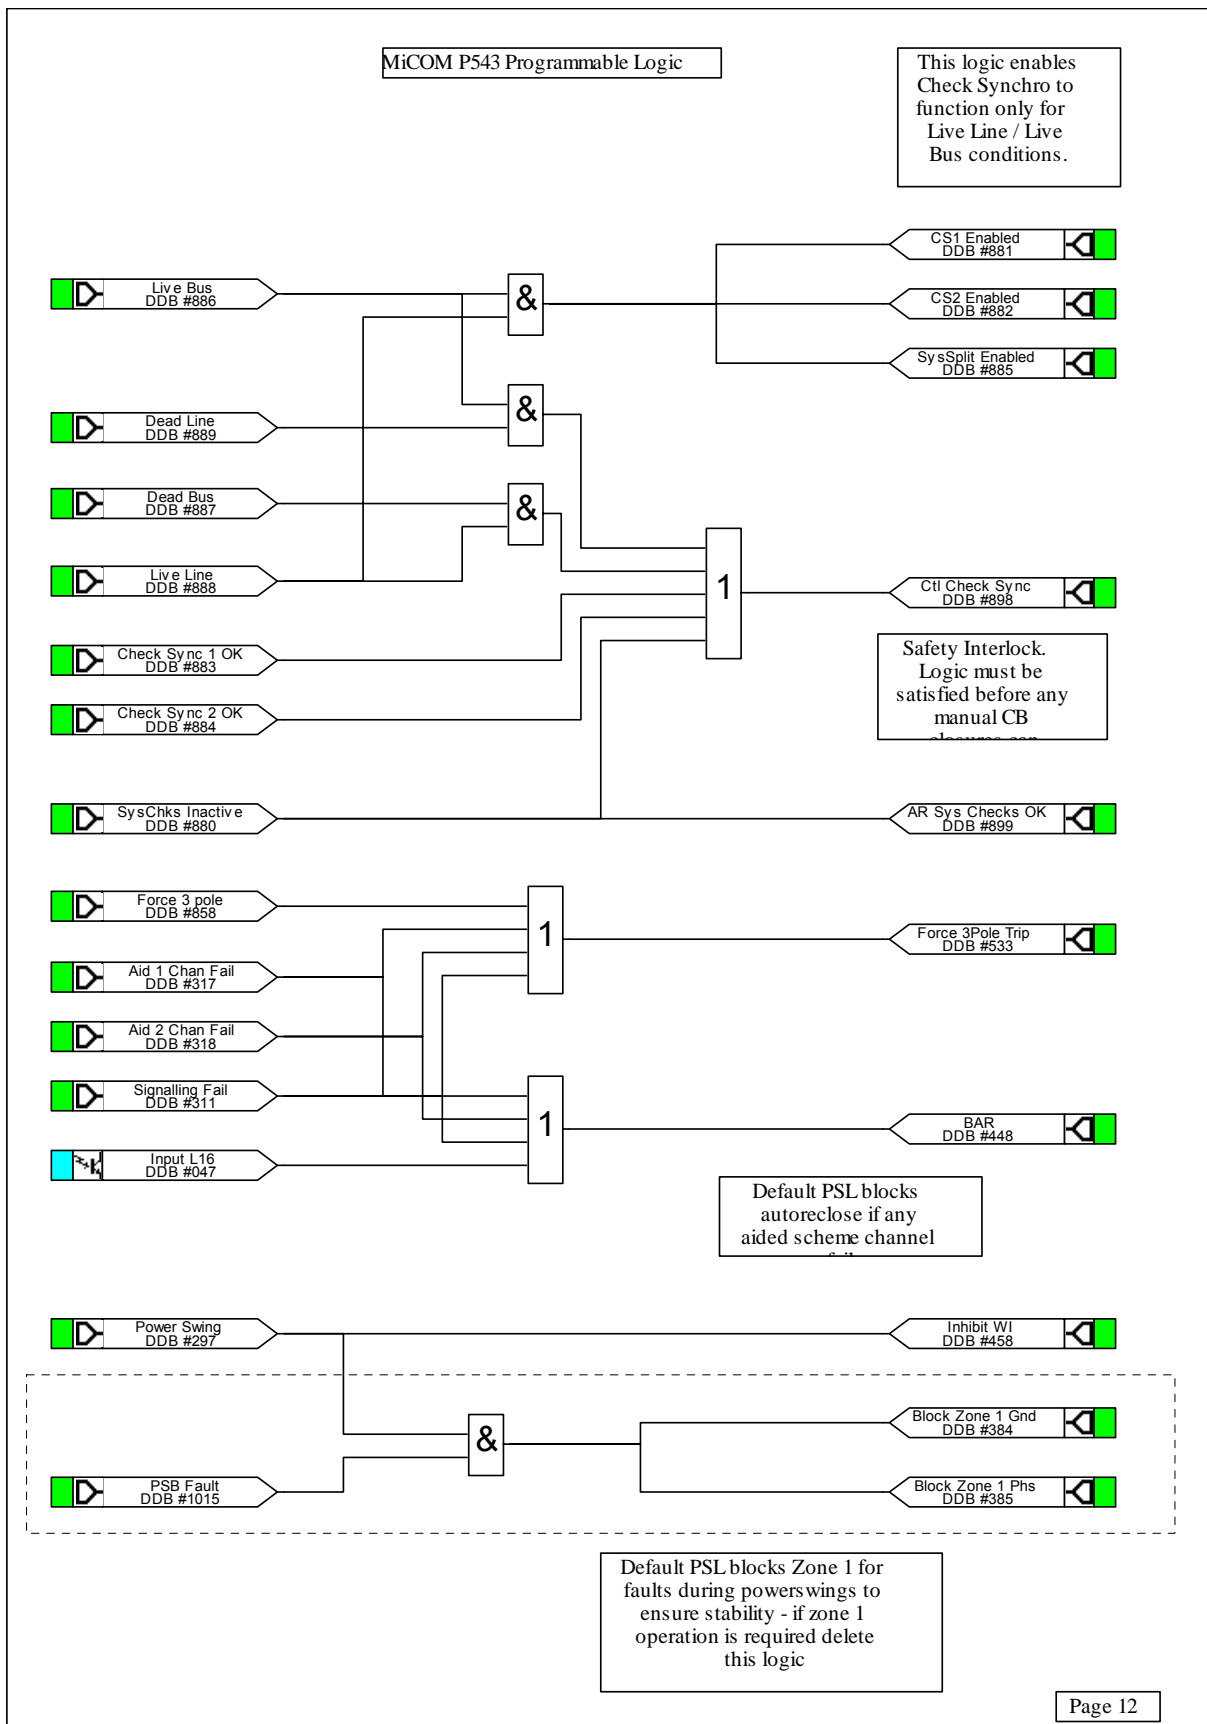 MiCOM P543 Programmable Logic
This logic enables
Check Synchro to
function only for
Live Line / Live
Bus conditions.
CS1 Enabled
DDB #881
Live Bus
DDB #886
&
CS2 Enabled
DDB #882
SysSplit Enabled
DDB #885
Dead Line
DDB #889
&
Dead Bus
DDB #887
&
Live Line
DDB #888
1
Ctl Check Sync
DDB #898
Check Sync 1 OK
DDB #883
Safety Interlock.
Logic must be
satisfied before any
manual CB
closures can
Check Sync 2 OK
DDB #884
SysChks Inactive
DDB #880
AR Sys Checks OK
DDB #899
Force 3 pole
DDB #858
1
Force 3Pole Trip
DDB #533
Aid 1 Chan Fail
DDB #317
Aid 2 Chan Fail
DDB #318
Signalling Fail
DDB #311
1
BAR
DDB #448
Input L16
DDB #047
Default PSL blocks
autoreclose if any
aided scheme channel
Power Swing
DDB #297
Inhibit WI
DDB #458
&
Block Zone 1 Gnd
DDB #384
PSB Fault
DDB #1015
Block Zone 1 Phs
DDB #385
Default PSL blocks Zone 1 for
faults during powerswings to
ensure stability - if zone 1
operation is required delete
this logic
Page 12